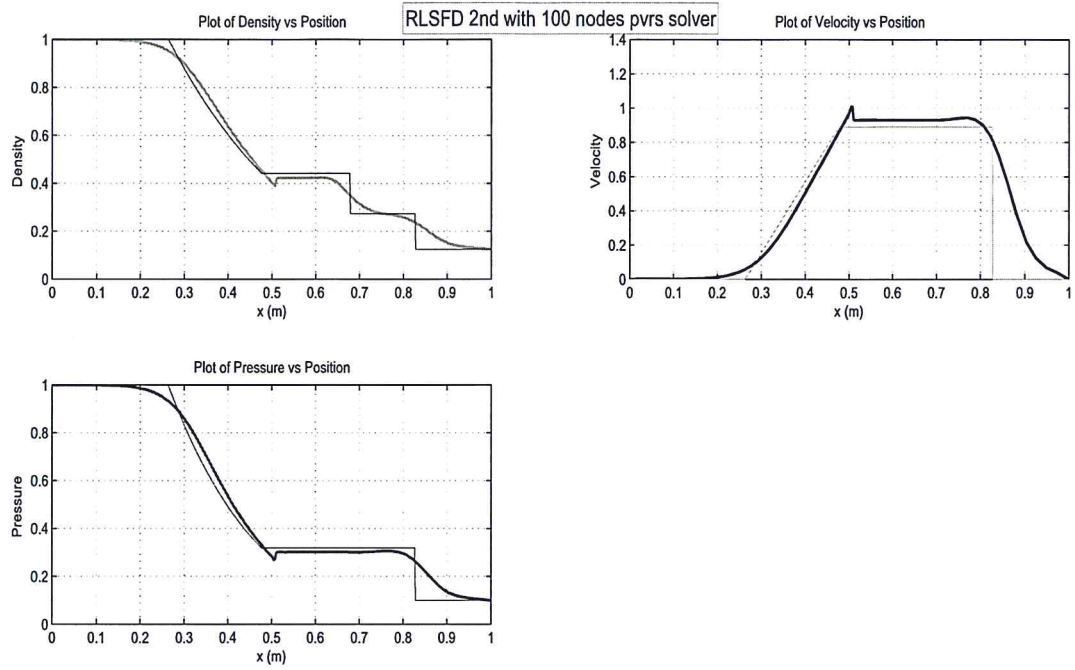 RLSFD 2nd with 100 nodes pvrs solver
Plot of Density vs Position
Density
1
0.8
0.6
0.4
0.2
0
0 0.1 0.2 0.3 0.4 0.5 0.6 0.7 0.8 0.9 1
x (m)
Plot of Velocity vs Position
Velocity
1.4
1.2
1
0.8
0.6
0.4
0.2
0
0 0.1 0.2 0.3 0.4 0.5 0.6 0.7 0.8 0.9 1
x (m)
Plot of Pressure vs Position
Pressure
1
0.8
0.6
0.4
0.2
0
0 0.1 0.2 0.3 0.4 0.5 0.6 0.7 0.8 0.9 1
x (m)